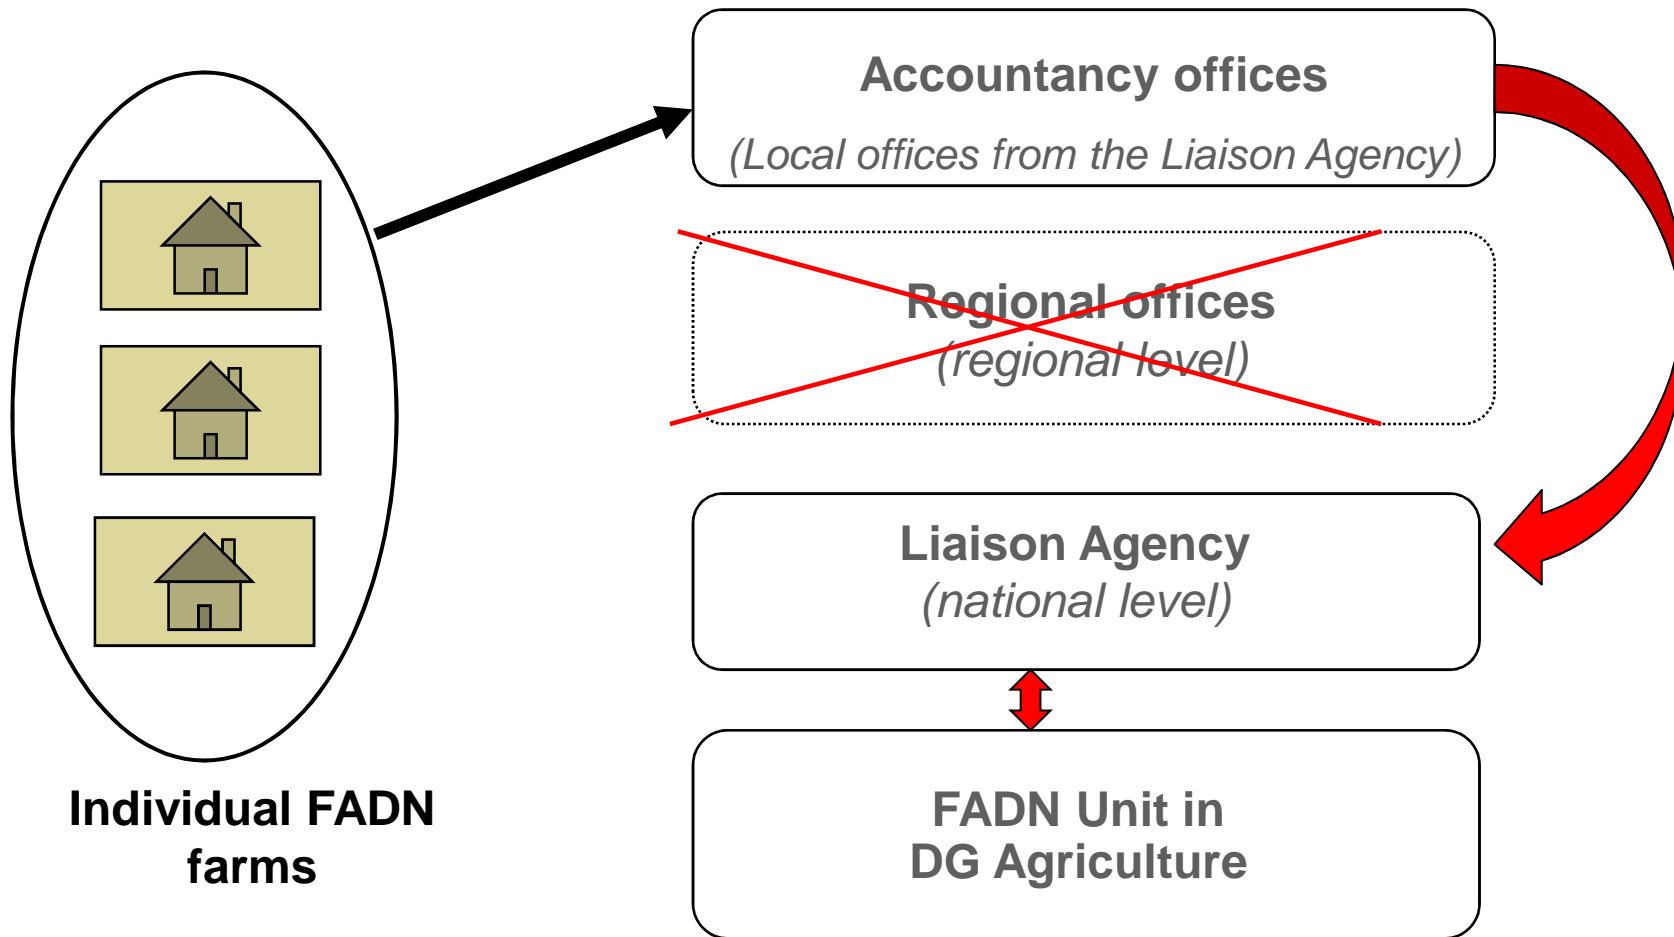 Accountancy offices
(Local offices from the Liaison Agency)
Regional offices
(regional level)
Liaison Agency
(national level)
FADN Unit in
DG Agriculture
Individual FADN
farms